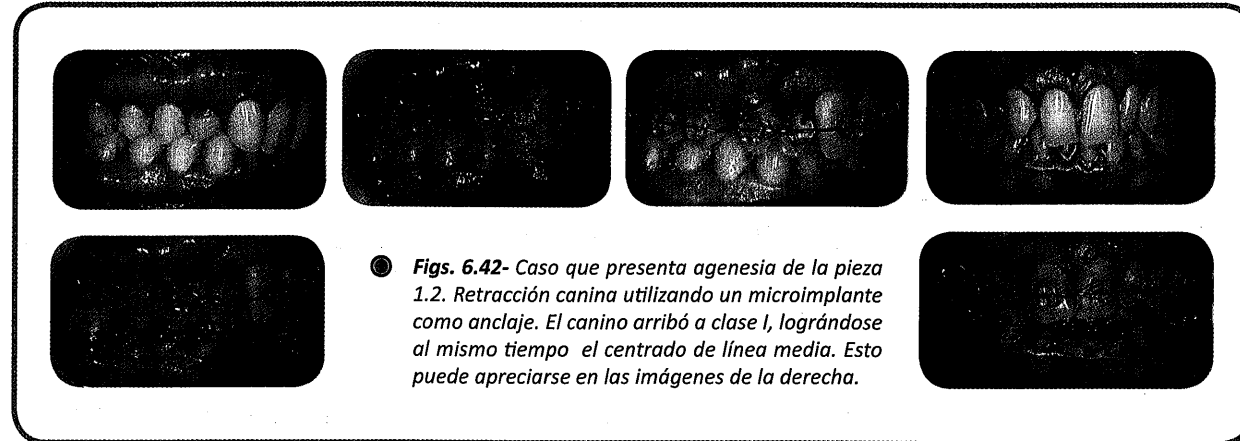 Figs. 6.42- Caso que presenta agenesia de la pieza
1.2. Retracción canina utilizando un microimplante
como anclaje. El canino arribó a clase I, lográndose
al mismo tiempo el centrado de línea media. Esto
puede apreciarse en las imágenes de la derecha.